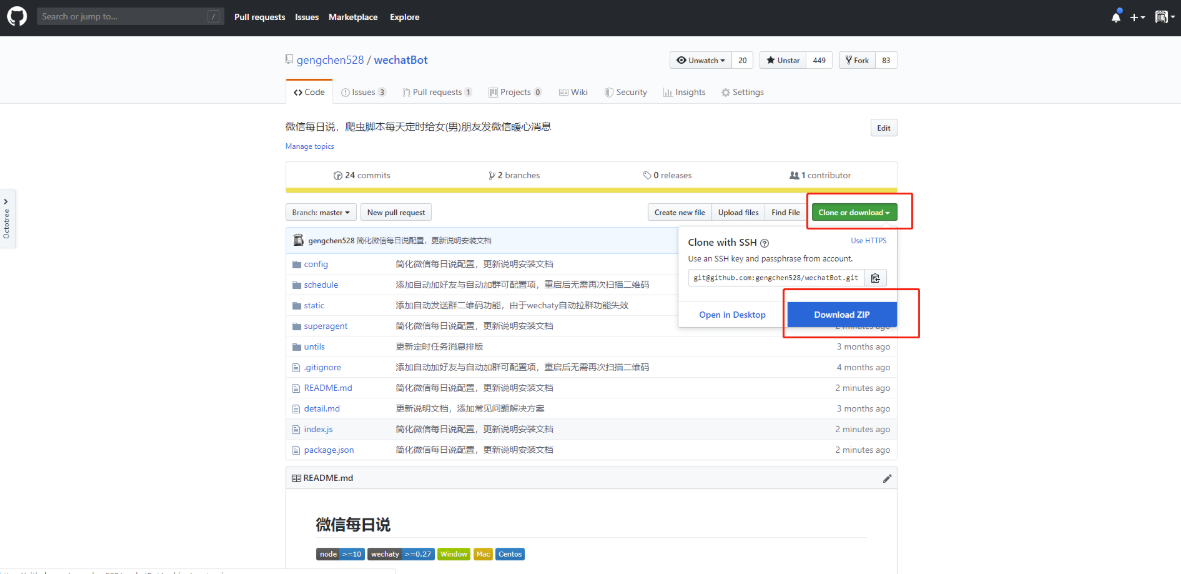 Search or jump to... /
Pull requests Issues Marketplace Explore
gengchen528 / wechatBot
Unwatch 20 Unstar 449 Fork 83
Code Issues 3 Pull requests 1 Projects 0 Wiki Security Insights Settings
微信每日说，爬虫脚本每天定时给女(男)朋友发微信暖心消息
Edit
Manage topics
24 commits 2 branches 0 releases 1 contributor
Branch: master New pull request Create new file Upload files Find File Clone or download
Octotree
gengchen528 简化微信每日说配置，更新说明安装文档
Clone with SSH Use HTTPS
Use an SSH key and passphrase from account.
git@github.com:gengchen528/wechatBot.git
Open in Desktop Download ZIP
config 简化微信每日说配置，更新说明安装文档
schedule 添加自动加好友与自动加群可配置项，重启后无需再次扫描二维码
static 添加自动发送群二维码功能，由于wechaty自动拉群功能失效
superagent 简化微信每日说配置，更新说明安装文档 2 minutes ago
untils 更新定时任务消息排版 3 months ago
.gitignore 添加自动加好友与自动加群可配置项，重启后无需再次扫描二维码 4 months ago
README.md 简化微信每日说配置，更新说明安装文档 2 minutes ago
detail.md 更新说明文档，添加常见问题解决方案 3 months ago
index.js 简化微信每日说配置，更新说明安装文档 2 minutes ago
package.json 简化微信每日说配置，更新说明安装文档 2 minutes ago
README.md
微信每日说
node >=10 wechaty >=0.27 Window Mac Centos